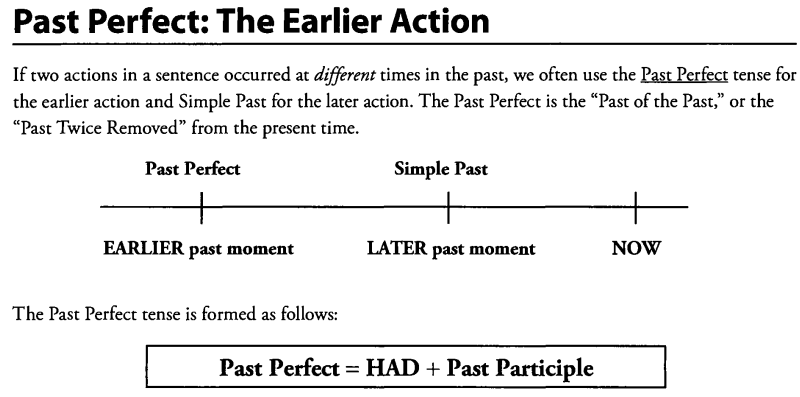 Past Perfect: The Earlier Action
If two actions in a sentence occurred at different times in the past, we often use the Past Perfect tense for
the earlier action and Simple Past for the later action. The Past Perfect is the “Past of the Past,” or the
“Past Twice Removed” from the present time.
Past Perfect Simple Past
EARLIER past moment LATER past moment NOW
The Past Perfect tense is formed as follows:
Past Perfect = HAD + Past Participle